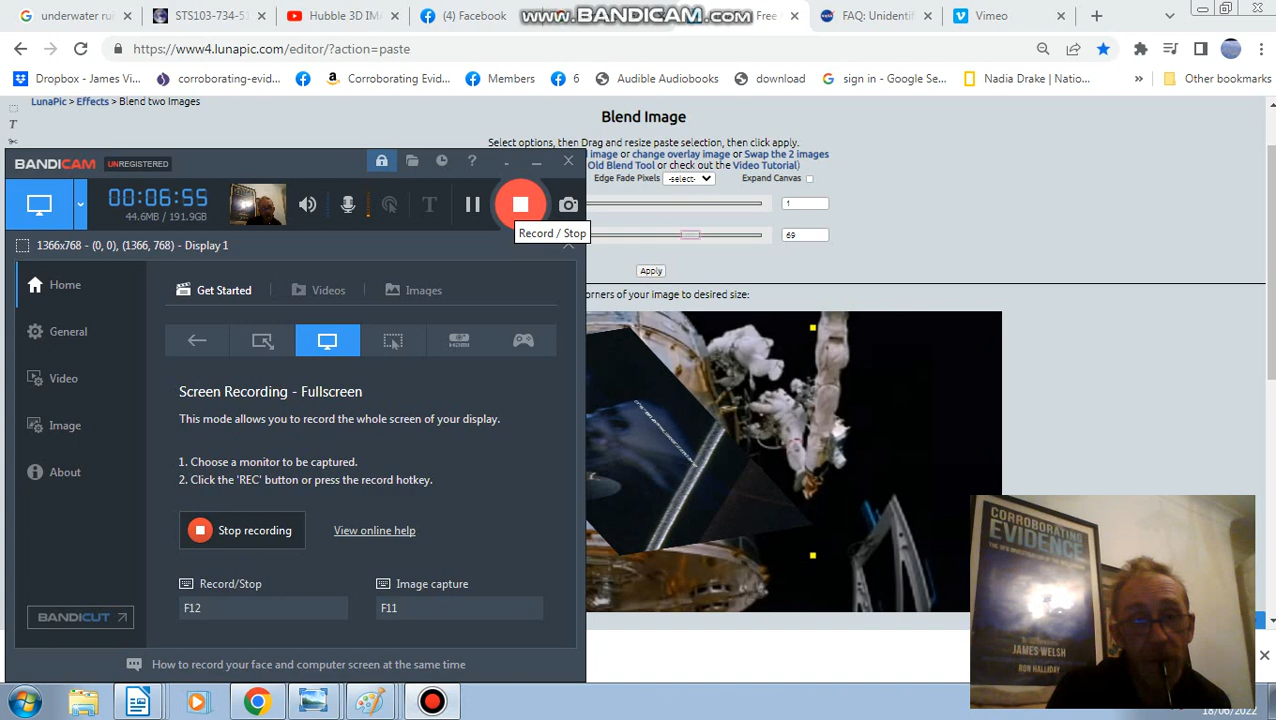 underwater rur
STS103-734-5
Hubble 3D IMA
(4) Facebook
www.BANDICAM.com
Free
FAQ: Unidentif
Vimeo
https://www4.lunapic.com/editor/?action=paste
Dropbox - James Vi...
corroborating-evid...
Corroborating Evid...
Members
6
Audible Audiobooks
download
sign in - Google Se...
Nadia Drake | Natio...
»
Other bookmarks
LunaPic > Effects > Blend two Images
Blend Image
Select options, then Drag and resize paste selection, then click apply.
image or change overlay image or Swap the 2 images
Old Blend Tool or check out the Video Tutorial)
Edge Fade Pixels
-select-
Expand Canvas
1
69
Apply
orners of your image to desired size:
BANDICAM
UNREGISTERED
00:06:55
44.6MB / 191.9GB
Record / Stop
1366x768 - (0, 0), (1366, 768) - Display 1
Home
General
Video
Image
About
BANDICUT
Get Started
Videos
Images
HDMI
Screen Recording - Fullscreen
This mode allows you to record the whole screen of your display.
1. Choose a monitor to be captured.
2. Click the 'REC' button or press the record hotkey.
Stop recording
View online help
Record/Stop
F12
Image capture
F11
How to record your face and computer screen at the same time
CORROBORATING
EVIDENCE
JAMES WELSH
RON HALLIDAY
18/06/2022